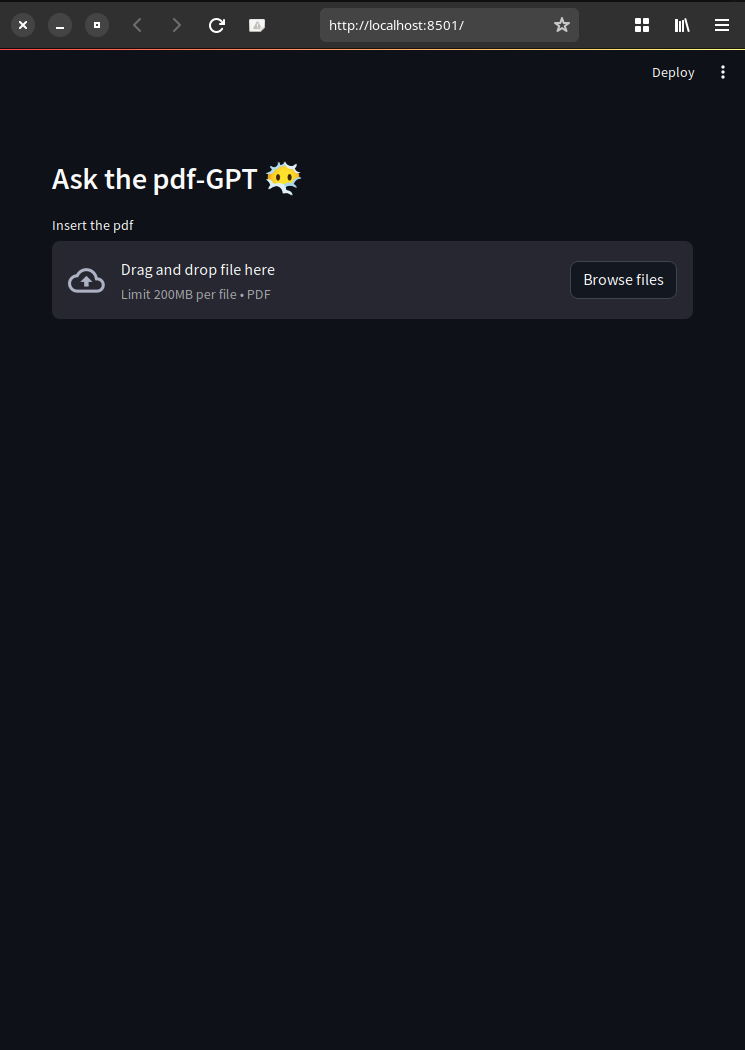 http://localhost:8501/
Deploy
Ask the pdf-GPT
Insert the pdf
Drag and drop file here
Limit 200MB per file • PDF
Browse files